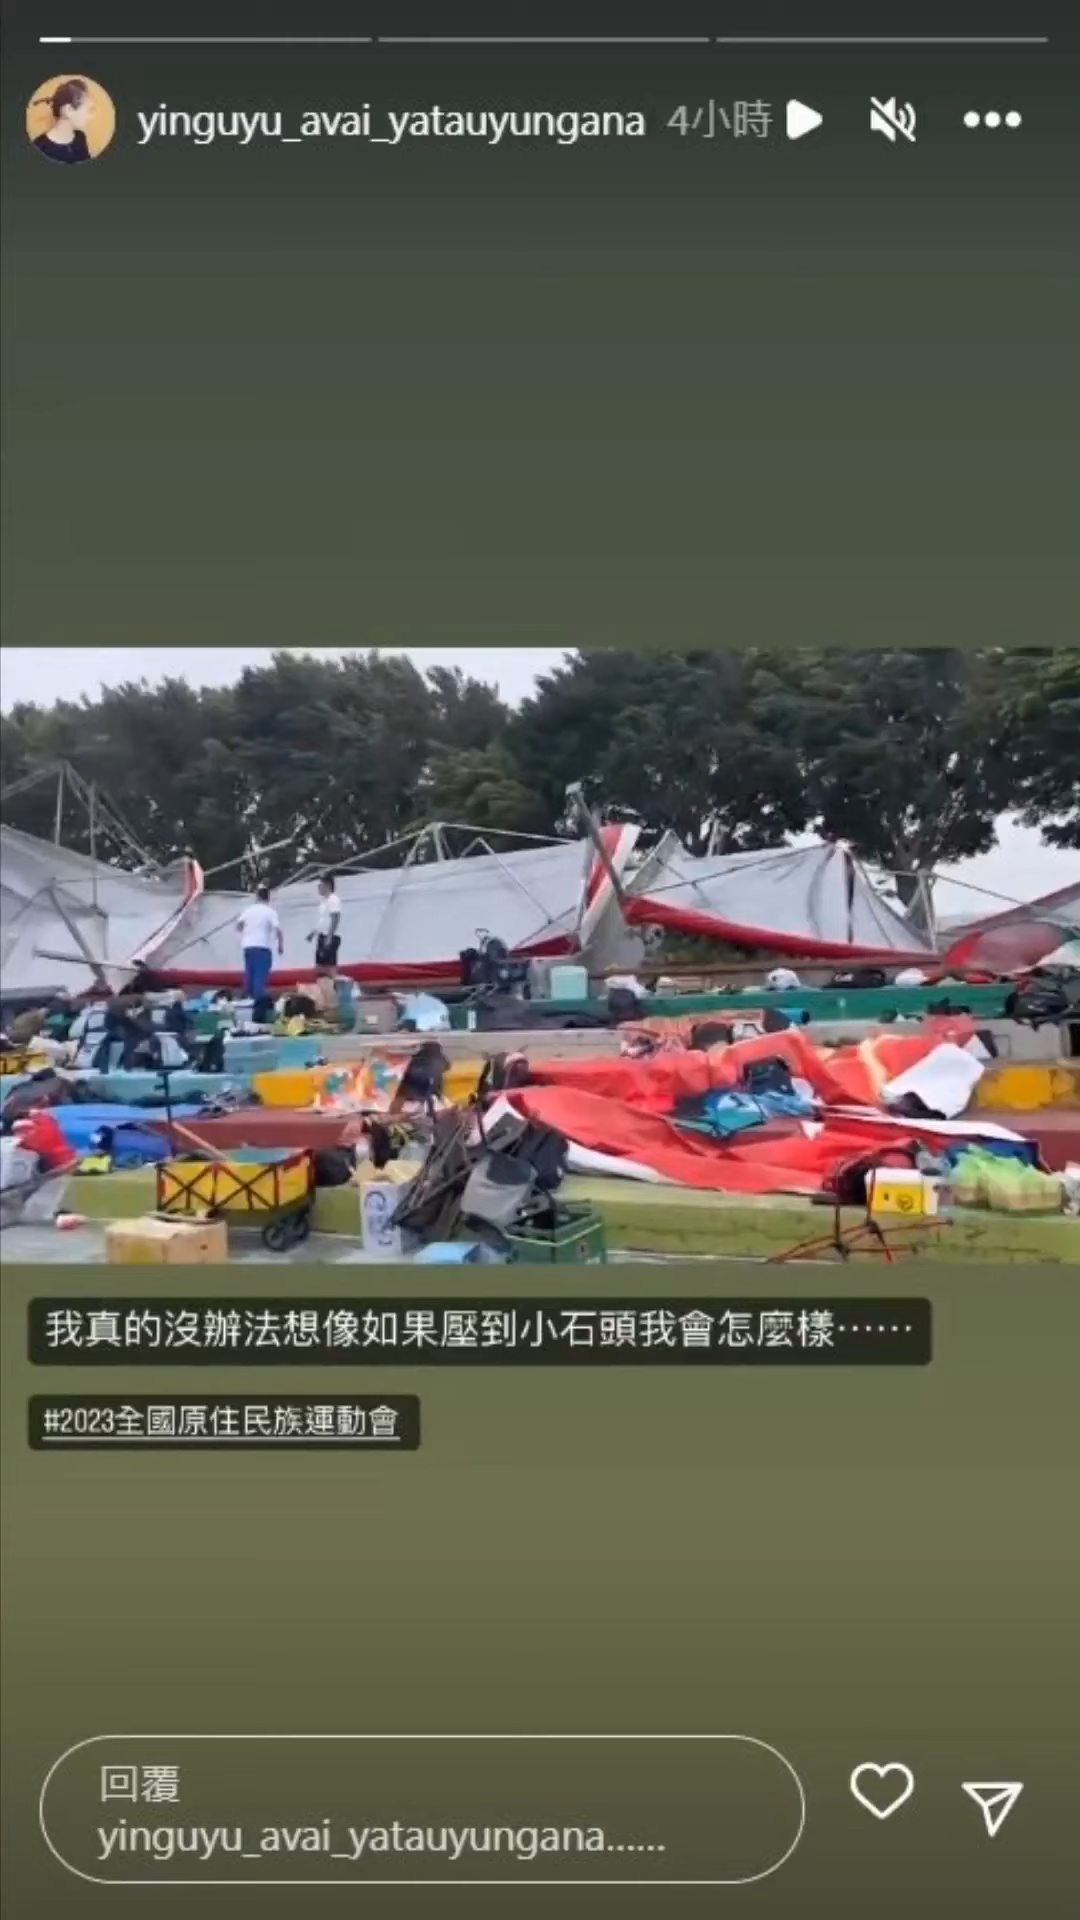 yinguyu_avai_yatauyungana 4小時
我真的沒辦法想像如果壓到小石頭我會怎麼樣⋯⋯
#2023全國原住民族運動會
回覆
yinguyu_avai_yatauyungana......